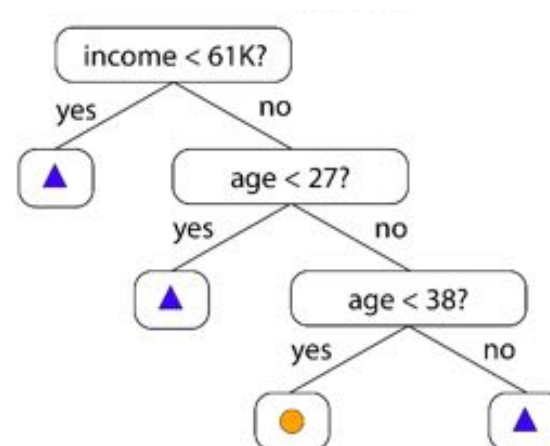 income < 61K?
yes
no
age < 27?
yes
no
age < 38?
yes
no